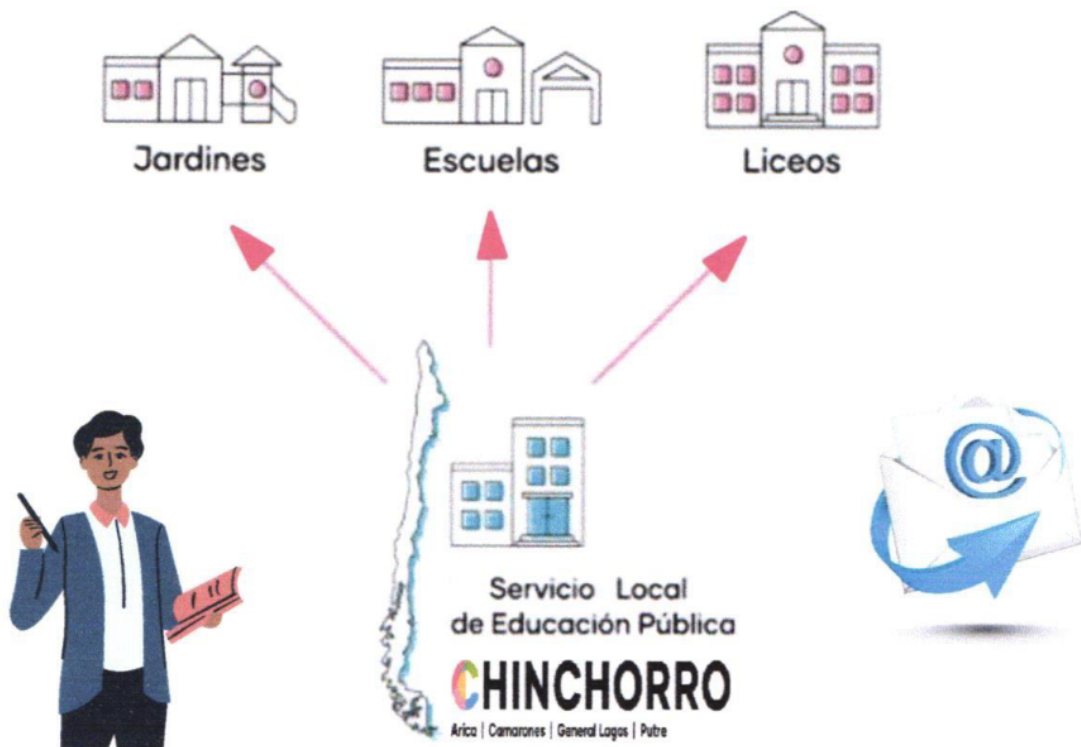 Jardines
Escuelas
Liceos
@
Servicio Local
de Educación Pública
CHINCHORRO
Arica | Camarones | General Lagos | Putre